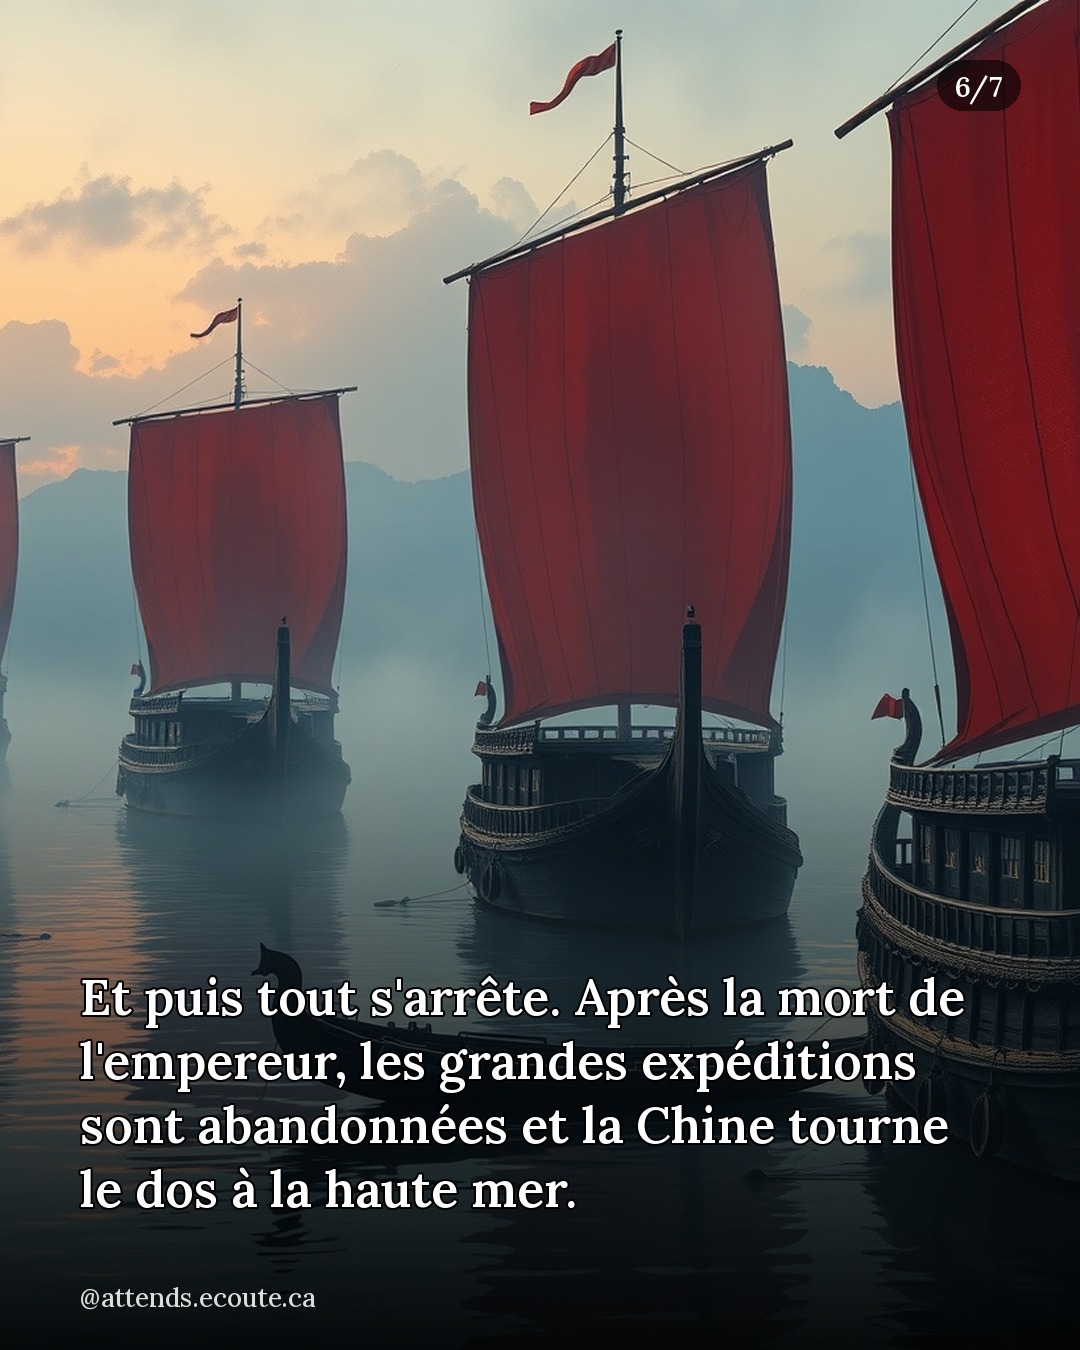 6/7
Et puis tout s'arrête. Après la mort de
l'empereur, les grandes expéditions
sont abandonnées et la Chine tourne
le dos à la haute mer.
@attends.ecoute.ca